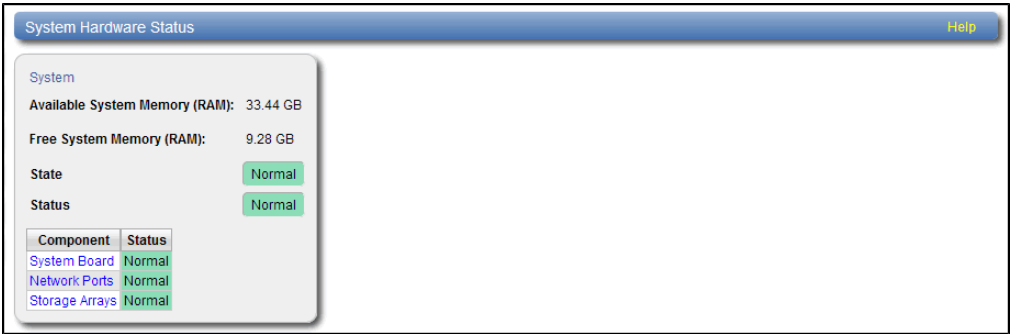 System Hardware Status Help
System
Available System Memory (RAM): 33.44 GB
Free System Memory (RAM): 9.28 GB
State Normal
Status Normal
Component Status
System Board Normal
Network Ports Normal
Storage Arrays Normal